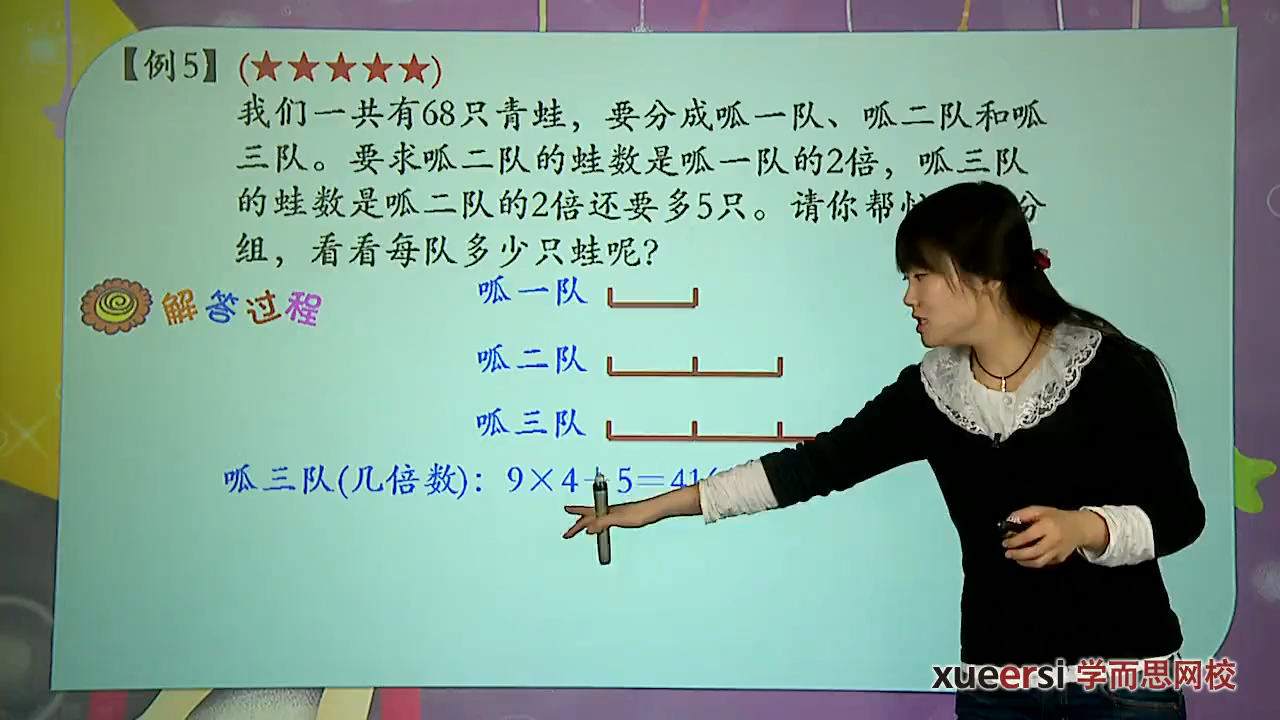 【例5】(★★★★★)
我们一共有68只青蛙，要分成呱一队、呱二队和呱
三队。要求呱二队的蛙数是呱一队的2倍，呱三队
的蛙数是呱二队的2倍还要多5只。请你帮 分
组，看看每队多少只蛙呢？
解答过程
呱一队
呱二队
呱三队
呱三队(几倍数)：9×4+5=41(
xueersi 学而思网校